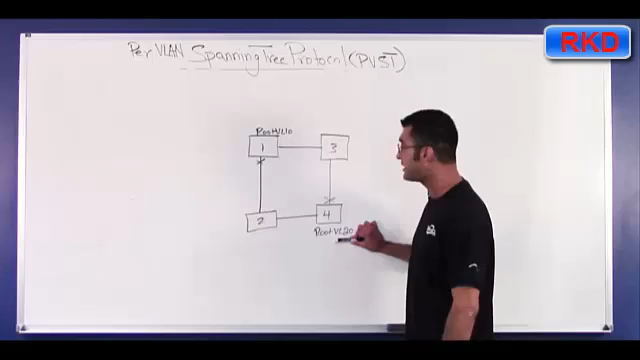 RKD
Per VLAN Spanning Tree Protocol (PVST)
Root VL10
1
3
2
4
Root VL20